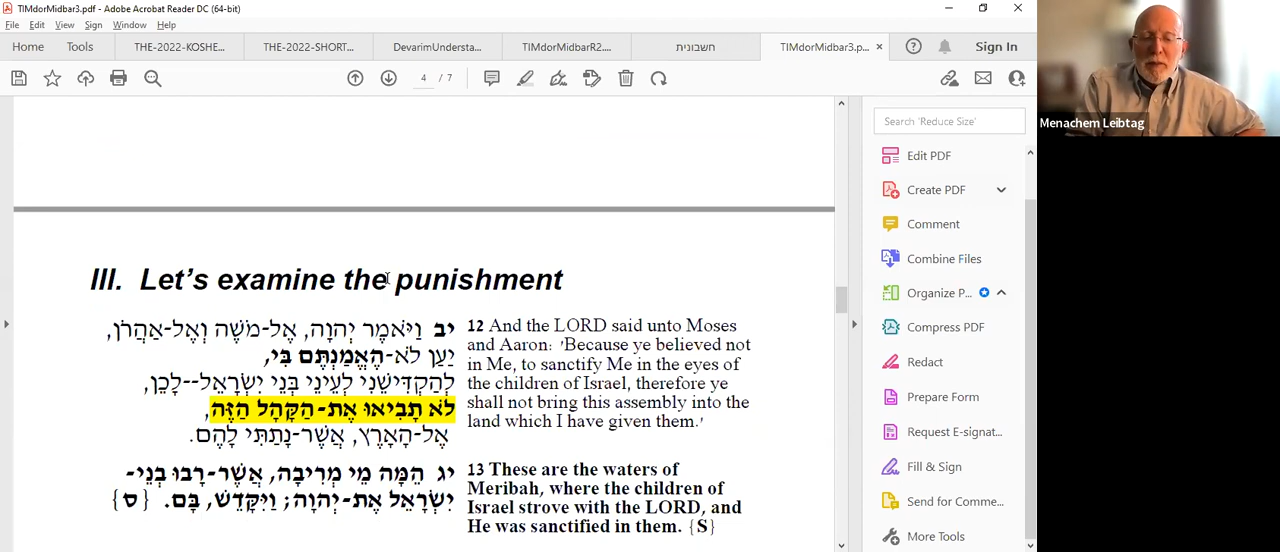 TIMdorMidbar3.pdf - Adobe Acrobat Reader DC (64-bit)
File Edit View Sign Window Help
Home Tools THE-2022-KOSHE... THE-2022-SHORT... DevarimUndersta... TIMdorMidbarR2.... חשבונית TIMdorMidbar3.p... × Sign In
4 / 7
Search 'Reduce Size'
Edit PDF
Create PDF
Comment
Combine Files
Organize P...
Compress PDF
Redact
Prepare Form
Request E-signat...
Fill & Sign
Send for Comme...
More Tools
Menachem Leibtag
III. Let's examine the punishment
יב וַיֹּאמֶר יְהוָה, אֶל-מֹשֶׁה וְאֶל-אַהֲרֹן,
יַעַן לֹא-הֶאֱמַנְתֶּם בִּי,
לְהַקְדִּישֵׁנִי לְעֵינֵי בְּנֵי יִשְׂרָאֵל--לָכֵן,
לֹא תָבִיאוּ אֶת-הַקָּהָל הַזֶּה,
אֶל-הָאָרֶץ, אֲשֶׁר-נָתַתִּי לָהֶם.
12 And the LORD said unto Moses
and Aaron: 'Because ye believed not
in Me, to sanctify Me in the eyes of
the children of Israel, therefore ye
shall not bring this assembly into the
land which I have given them.'
יג הֵמָּה מֵי מְרִיבָה, אֲשֶׁר-רָבוּ בְנֵי-
יִשְׂרָאֵל אֶת-יְהוָה; וַיִּקָּדֵשׁ, בָּם. {ס}
13 These are the waters of
Meribah, where the children of
Israel strove with the LORD, and
He was sanctified in them. {S}